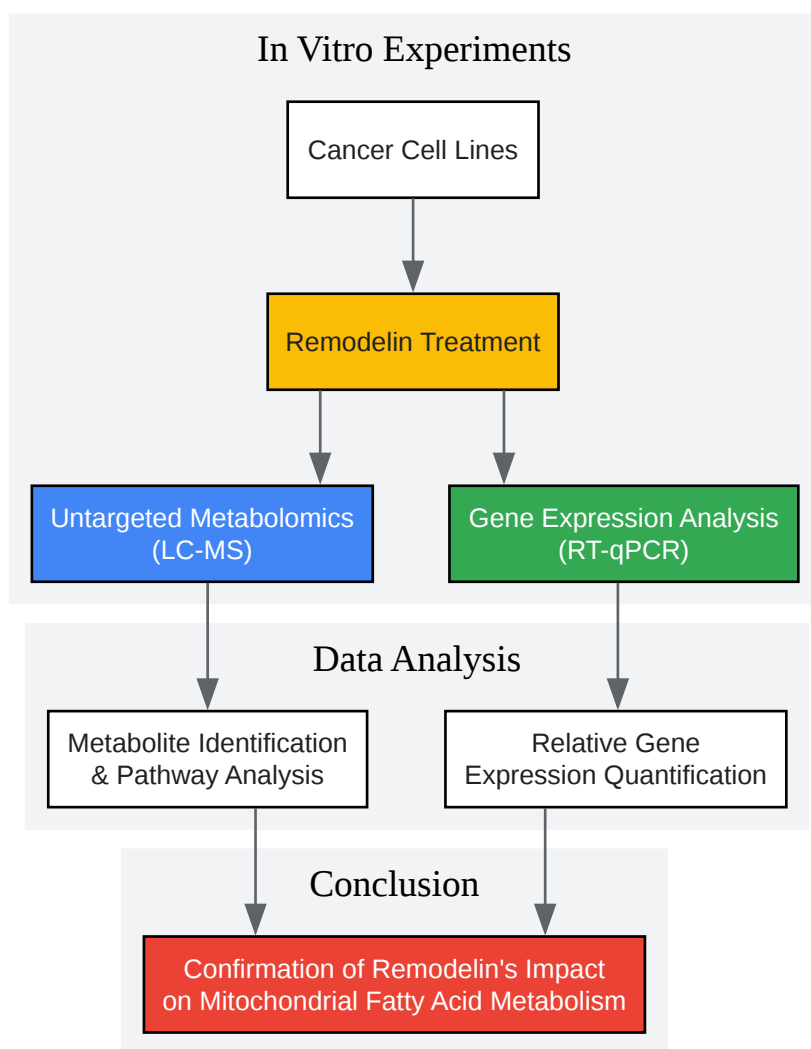 In Vitro Experiments
Cancer Cell Lines
Remodelin Treatment
Untargeted Metabolomics
(LC-MS)
Gene Expression Analysis
(RT-qPCR)
Data Analysis
Metabolite Identification
& Pathway Analysis
Relative Gene
Expression Quantification
Conclusion
Confirmation of Remodelin's Impact
on Mitochondrial Fatty Acid Metabolism